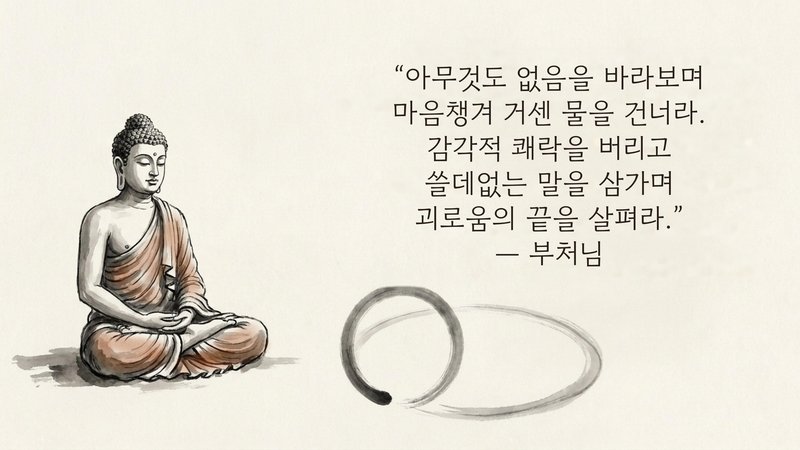 “아무것도 없음을 바라보며
마음챙겨 거센 물을 건너라.
감각적 쾌락을 버리고
쓸데없는 말을 삼가며
괴로움의 끝을 살펴라.”
— 부처님